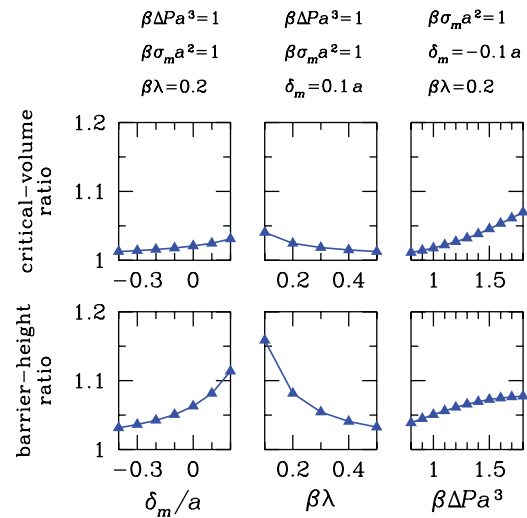 βΔPa³=1 βΔPa³=1 βσₘa²=1
βσₘa²=1 βσₘa²=1 δₘ=−0.1a
βλ=0.2 δₘ=0.1a βλ=0.2
critical−volume
ratio
1.2
1.1
1
−0.3 0 0.2 0.4 1 1.5
barrier−height
ratio
1.2
1.1
1
−0.3 0 0.2 0.4 1 1.5
δₘ/a βλ βΔPa³